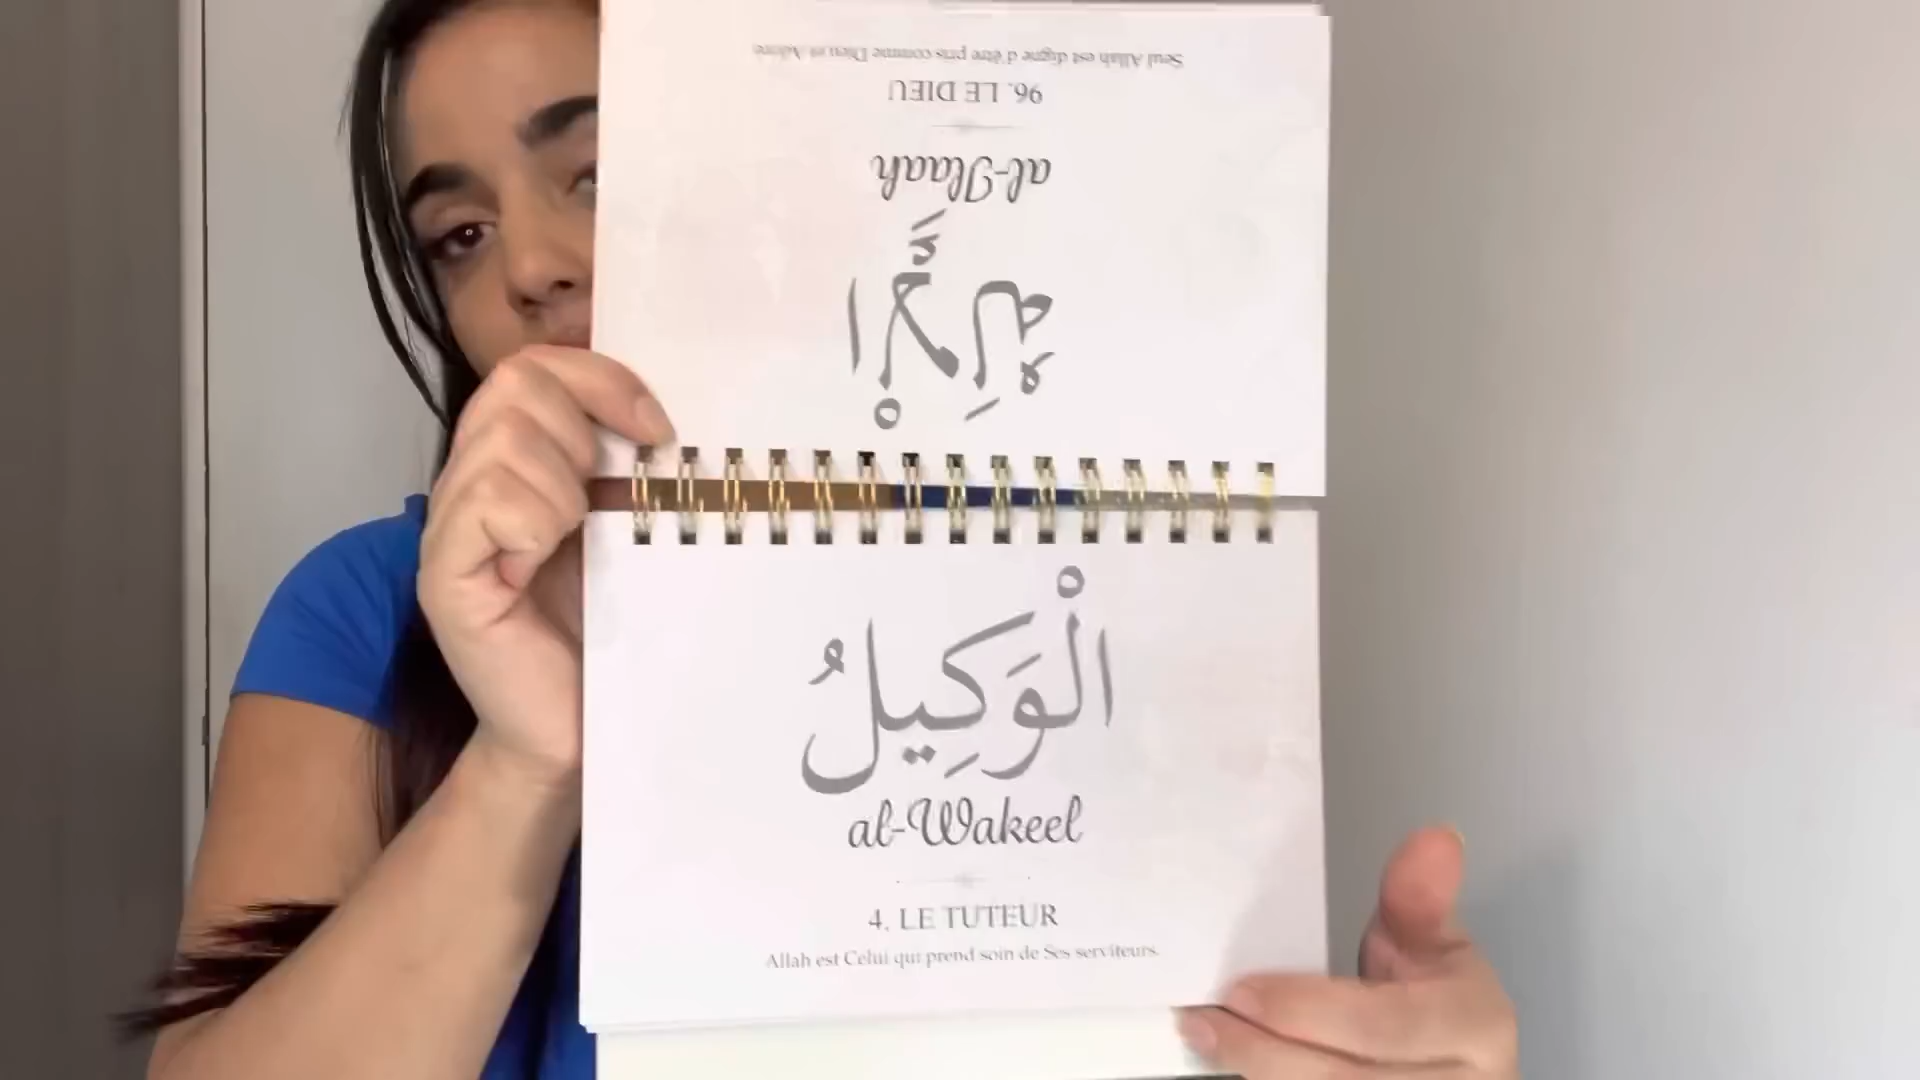 Seul Allah est digne d'être pris comme Dieu et Adoré
96. LE DIEU
al-Ilaah
الْإِلَٰهُ
الْوَكِيلُ
al-Wakeel
4. LE TUTEUR
Allah est Celui qui prend soin de Ses serviteurs.